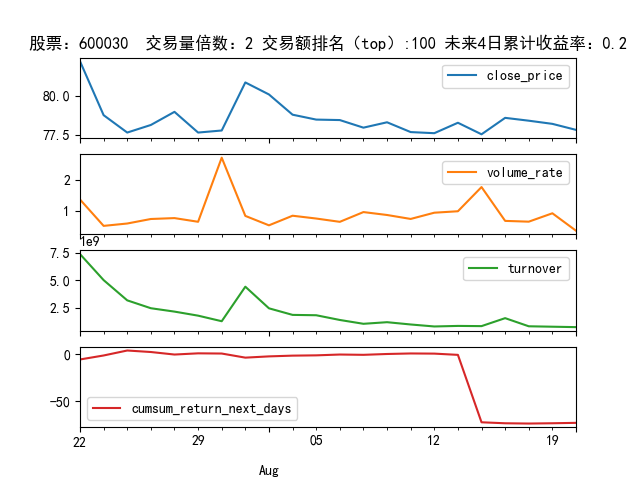 股票：600030  交易量倍数：2 交易额排名（top）:100 未来4日累计收益率：0.2
close_price
80.0
77.5
volume_rate
2
1
1e9
7.5
5.0
2.5
turnover
0
−50
cumsum_return_next_days
22
29
05
12
19
Aug